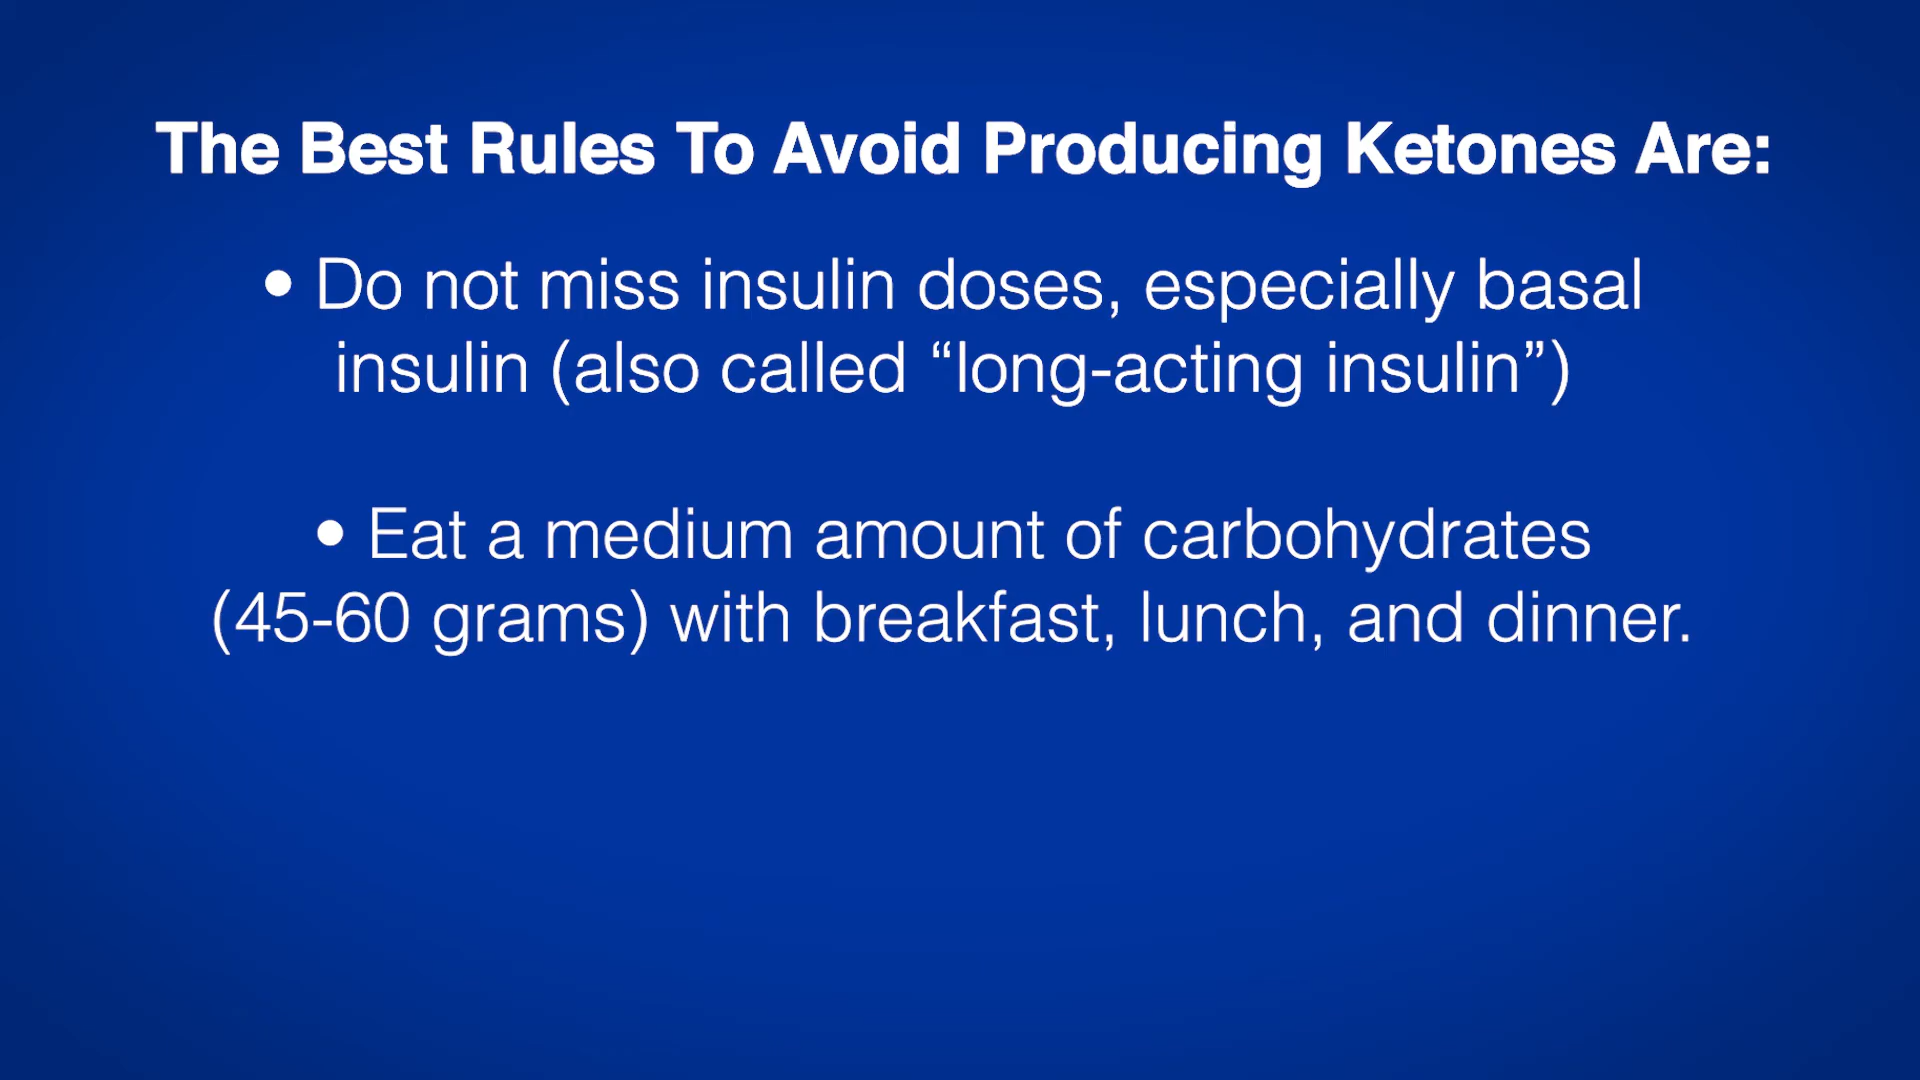 The Best Rules To Avoid Producing Ketones Are:
• Do not miss insulin doses, especially basal
insulin (also called “long-acting insulin”)
• Eat a medium amount of carbohydrates
(45-60 grams) with breakfast, lunch, and dinner.